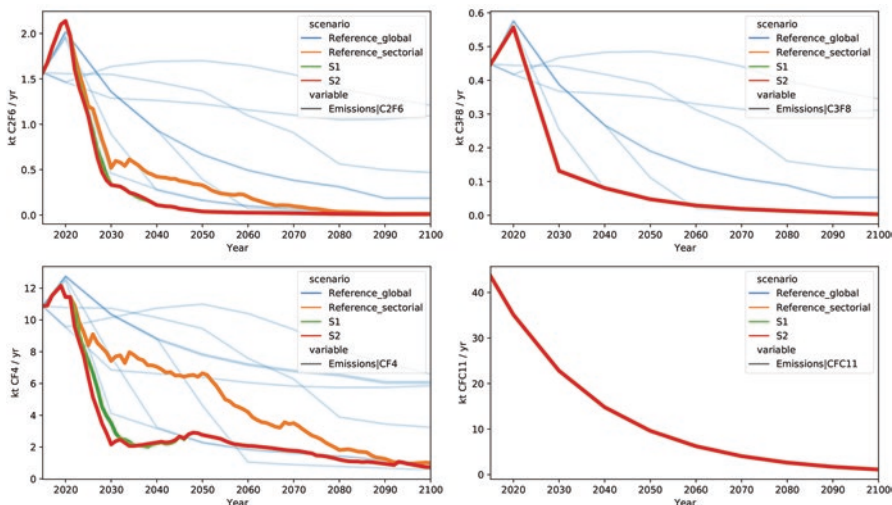 kt C2F6 / yr
2.0
1.5
1.0
0.5
0.0
2020 2030 2040 2050 2060 2070 2080 2090 2100
Year
scenario
Reference_global
Reference_sectorial
S1
S2
variable
Emissions|C2F6
kt C3F8 / yr
0.6
0.5
0.4
0.3
0.2
0.1
0.0
2020 2030 2040 2050 2060 2070 2080 2090 2100
Year
scenario
Reference_global
Reference_sectorial
S1
S2
variable
Emissions|C3F8
kt CF4 / yr
12
10
8
6
4
2
0
2020 2030 2040 2050 2060 2070 2080 2090 2100
Year
scenario
Reference_global
Reference_sectorial
S1
S2
variable
Emissions|CF4
kt CFC11 / yr
40
30
20
10
0
2020 2030 2040 2050 2060 2070 2080 2090 2100
Year
scenario
Reference_global
Reference_sectorial
S1
S2
variable
Emissions|CFC11